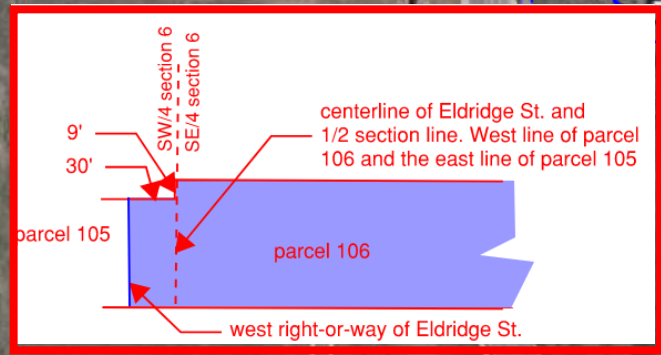 SW/4 section 6
SE/4 section 6
9'
30'
centerline of Eldridge St. and
1/2 section line. West line of parcel
106 and the east line of parcel 105
parcel 105
parcel 106
west right-or-way of Eldridge St.